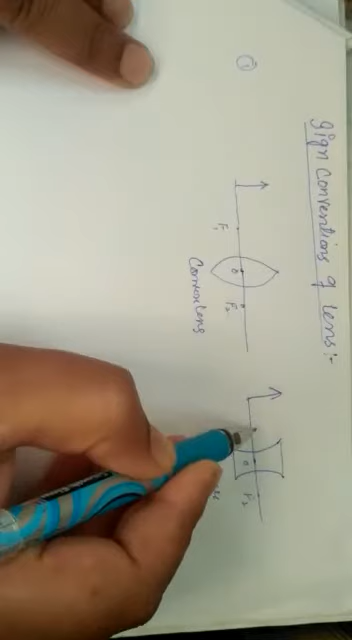 Sign Conventions of Lens:-
①
F₁
O
F₂
Convex Lens
O
F₂